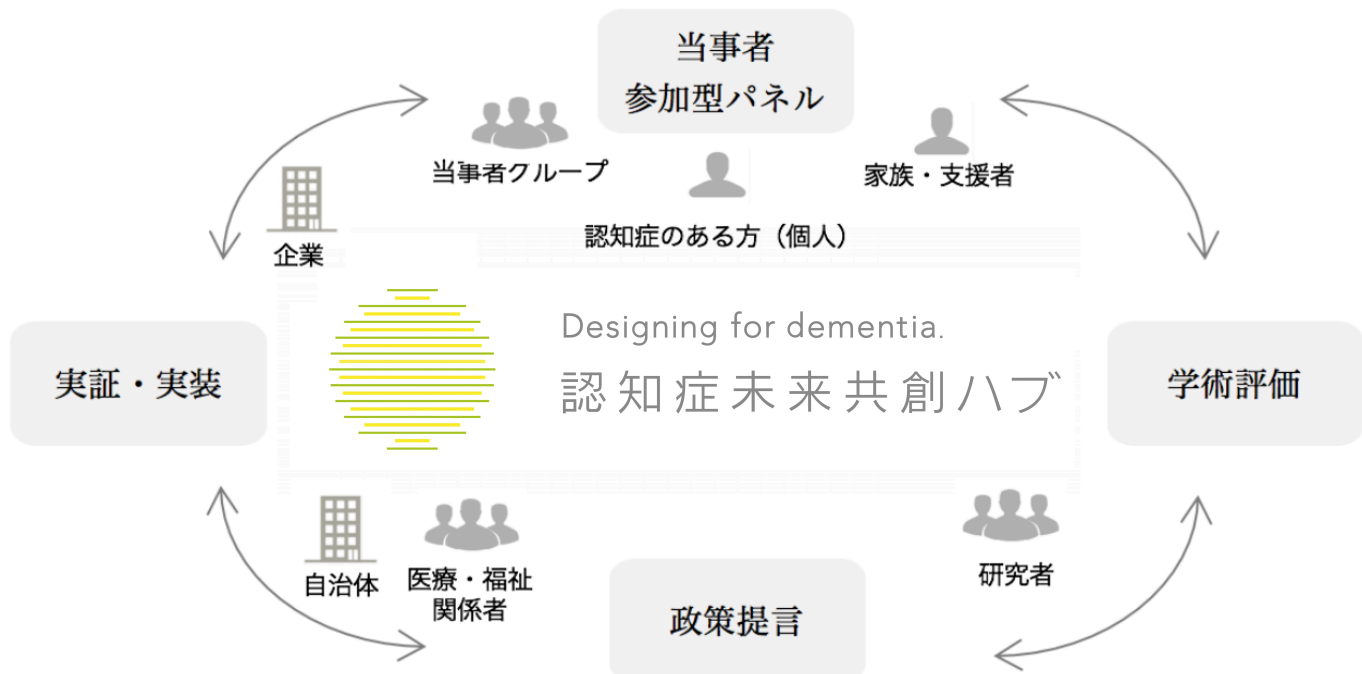 当事者
参加型パネル
当事者グループ
家族・支援者
認知症のある方（個人）
企業
Designing for dementia.
認知症未来共創ハブ
実証・実装
学術評価
自治体
医療・福祉
関係者
研究者
政策提言